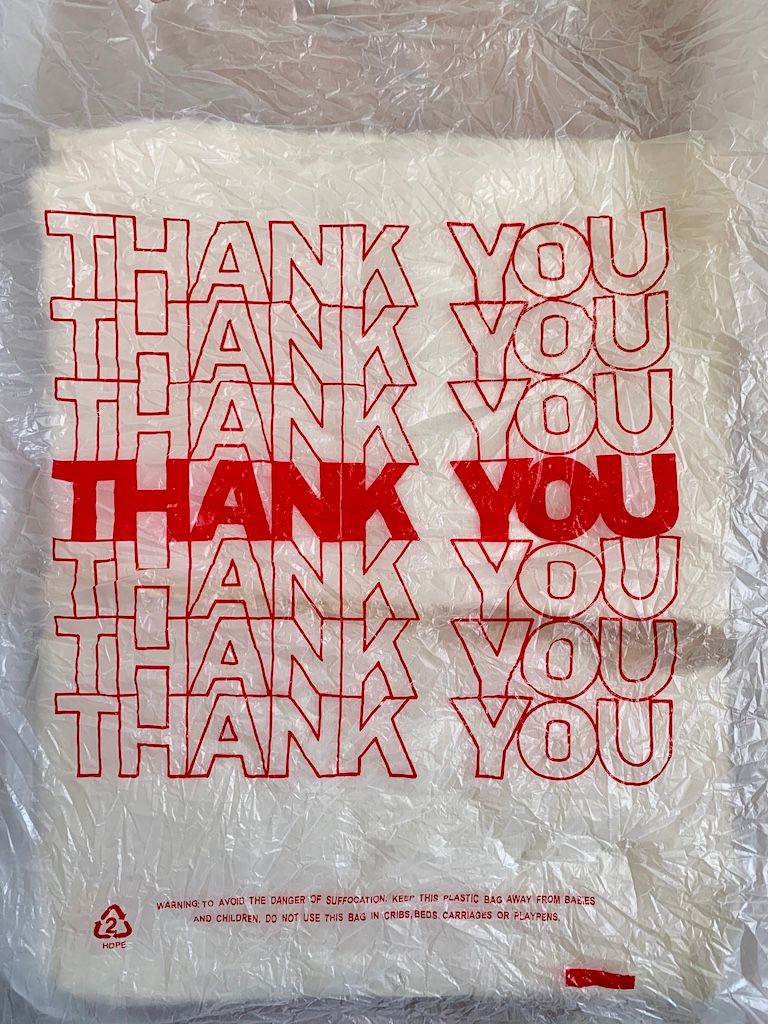 THANK YOU
THANK YOU
THANK YOU
THANK YOU
THANK YOU
THANK YOU
THANK YOU
WARNING: TO AVOID THE DANGER OF SUFFOCATION. KEEP THIS PLASTIC BAG AWAY FROM BABIES
AND CHILDREN. DO NOT USE THIS BAG IN CRIBS, BEDS, CARRIAGES OR PLAYPENS.
2
HDPE